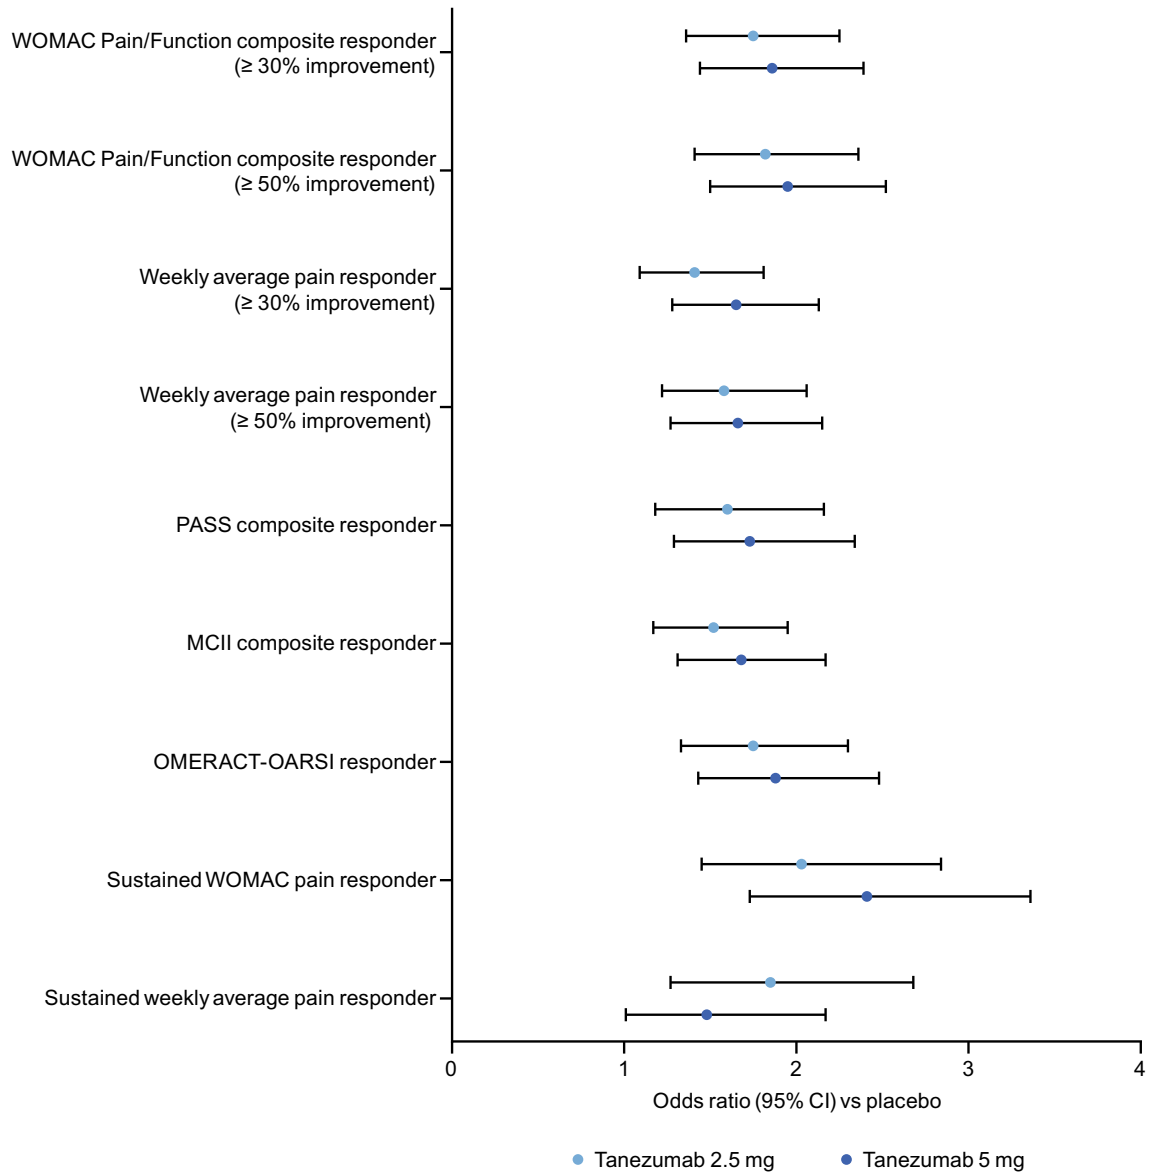 WOMAC Pain/Function composite responder
(≥ 30% improvement)
WOMAC Pain/Function composite responder
(≥ 50% improvement)
Weekly average pain responder
(≥ 30% improvement)
Weekly average pain responder
(≥ 50% improvement)
PASS composite responder
MCII composite responder
OMERACT-OARSI responder
Sustained WOMAC pain responder
Sustained weekly average pain responder
0 1 2 3 4
Odds ratio (95% CI) vs placebo
Tanezumab 2.5 mg Tanezumab 5 mg